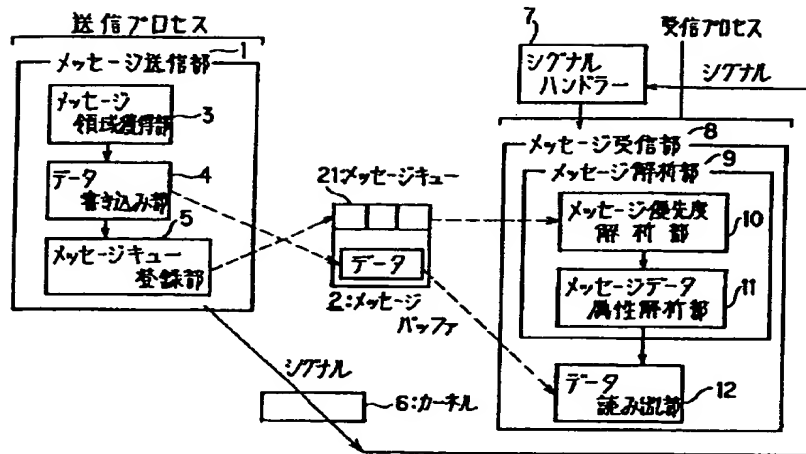 送信プロセス
1
メッセージ送信部
メッセージ
領域獲得部
3
データ
書き込み部
4
5
メッセージキュー
登録部
21:メッセージキュー
データ
2:メッセージ
バッファ
シグナル
6:カーネル
7
シグナル
ハンドラー
受信プロセス
シグナル
8
メッセージ受信部
9
メッセージ解析部
メッセージ優先度
解析部
10
メッセージデータ
属性解析部
11
データ
読み出し部
12